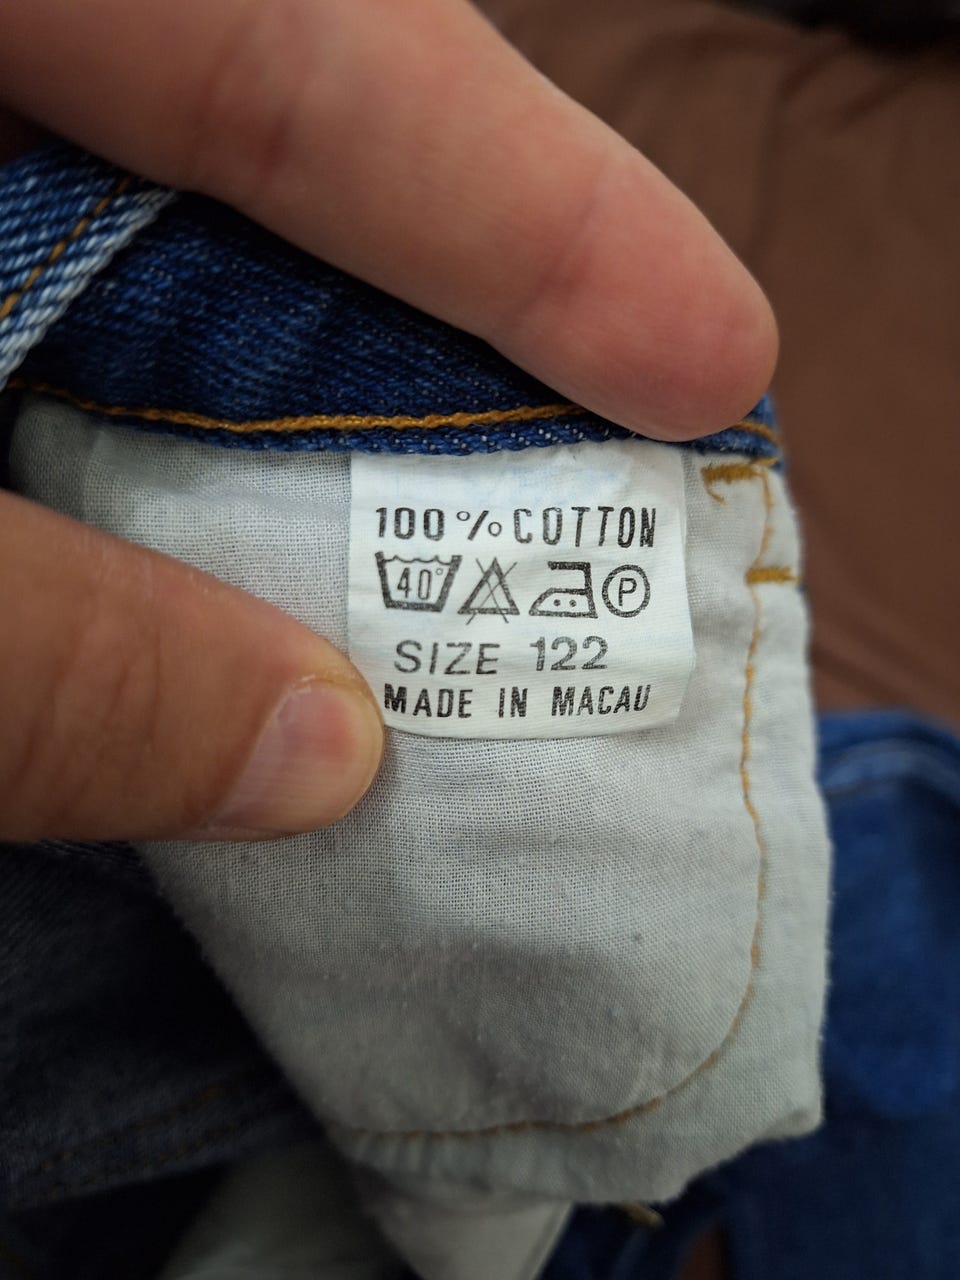 100% COTTON
40° P
SIZE 122
MADE IN MACAU